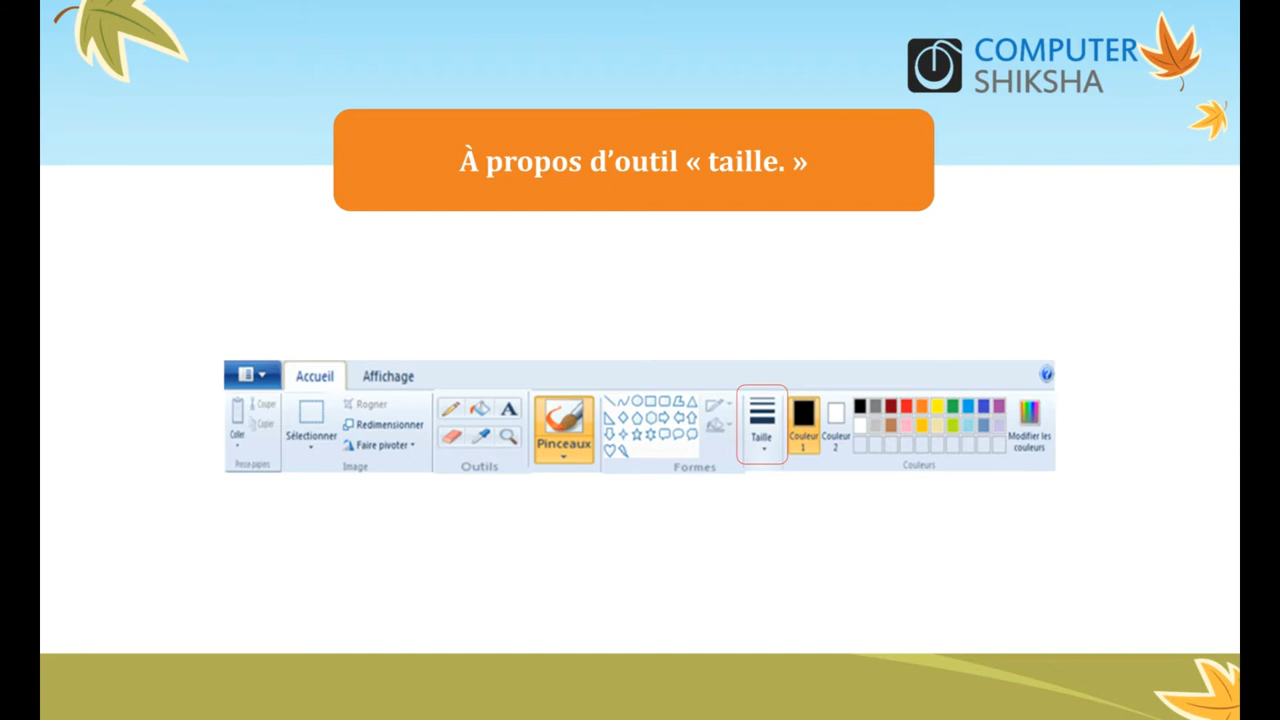 COMPUTER
SHIKSHA
À propos d’outil « taille. »
Accueil
Affichage
Coller
Couper
Copier
Presse-papiers
Sélectionner
Rogner
Redimensionner
Faire pivoter
Image
A
Outils
Pinceaux
Formes
Taille
Couleur
1
Couleur
2
Modifier les
couleurs
Couleurs